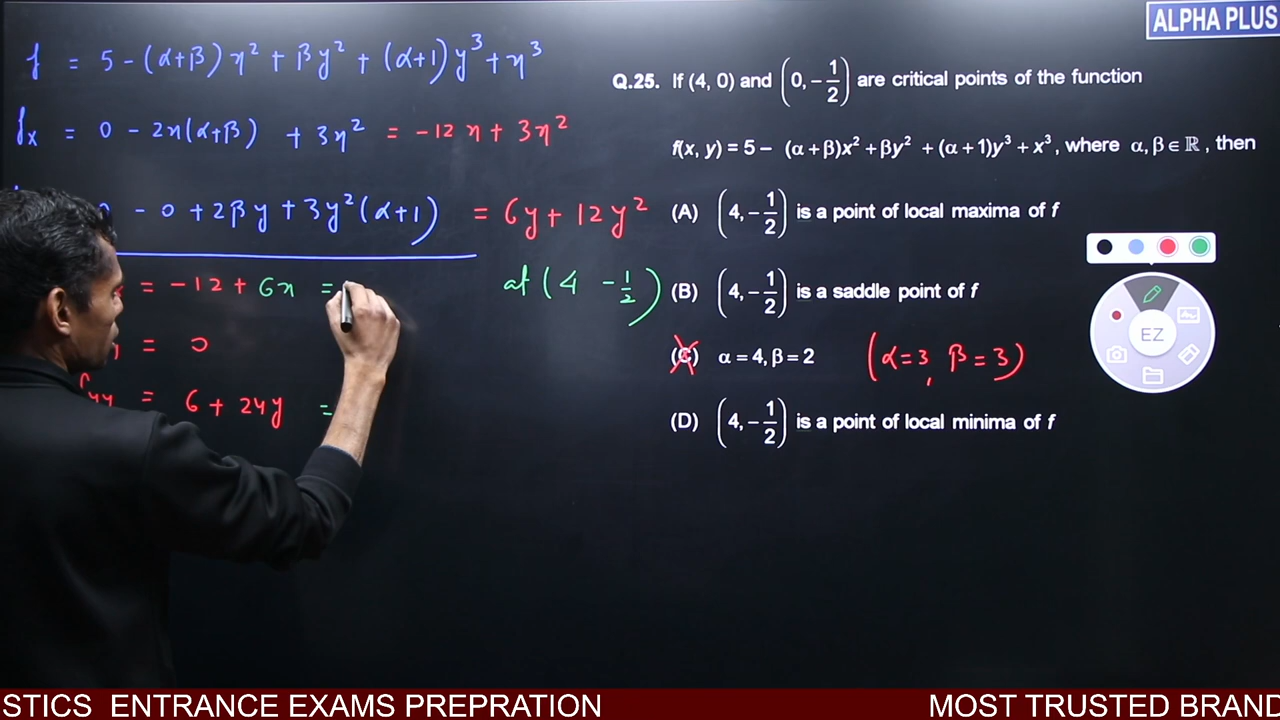 ALPHA PLUS
f = 5 - (α+β)x² + βy² + (α+1)y³ + x³
fx = 0 - 2x(α+β) + 3x² = -12x + 3x²
0 - 0 + 2βy + 3y²(α+1) = 6y + 12y²
= -12 + 6x =
at (4 -1/2)
= 0
yy = 6 + 24y =
Q.25. If (4, 0) and (0, -1/2) are critical points of the function
f(x, y) = 5 - (α + β)x² + βy² + (α + 1)y³ + x³, where α, β ∈ ℝ, then
(A) (4, -1/2) is a point of local maxima of f
(B) (4, -1/2) is a saddle point of f
(C) α = 4, β = 2 (α=3, β=3)
(D) (4, -1/2) is a point of local minima of f
EZ
STICS ENTRANCE EXAMS PREPRATION MOST TRUSTED BRAND